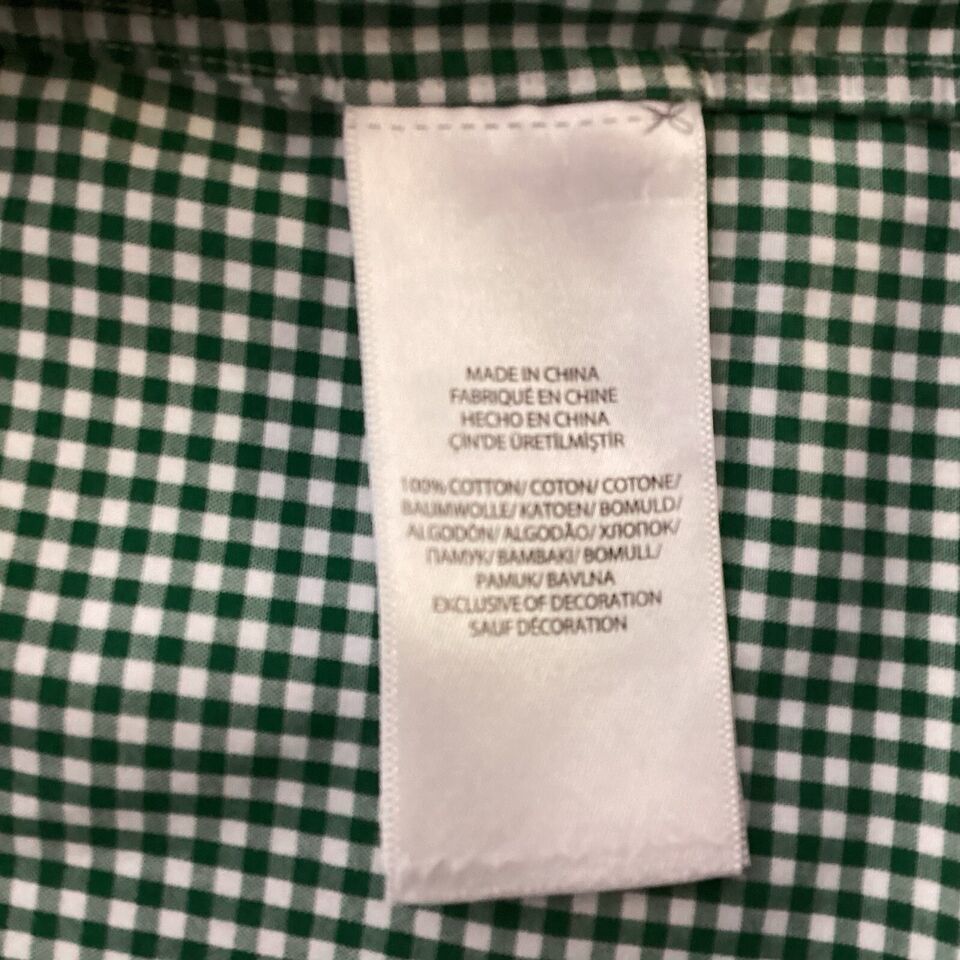 MADE IN CHINA
FABRIQUÉ EN CHINE
HECHO EN CHINA
ÇIN'DE ÜRETİLMİŞTİR
100% COTTON/ COTON/ COTONE/
BAUMWOLLE/ KATOEN/ BOMULD/
ALGODÓN/ ALGODÃO/ ХЛОПОК/
ПАМУК/ BAMBAKI/ BOMULL/
PAMUK/ BAVLNA
EXCLUSIVE OF DECORATION
SAUF DÉCORATION